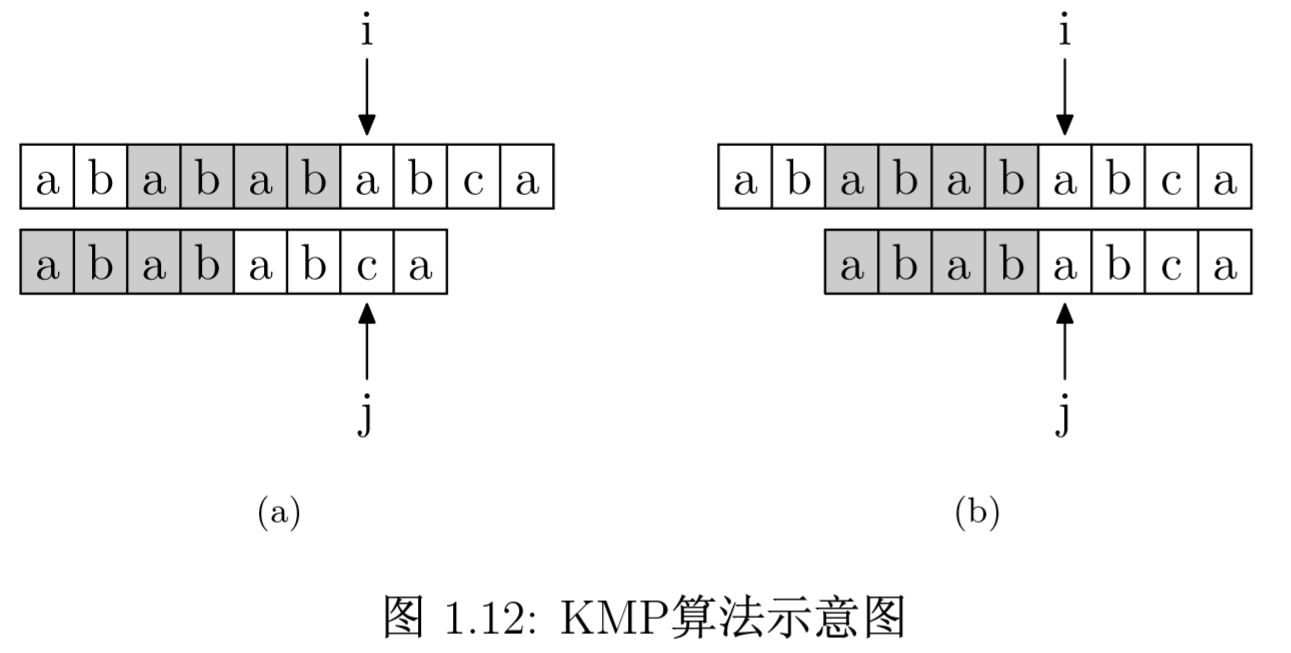 i i
a b a b a b a b c a a b a b a b a b c a
a b a b a b c a a b a b a b c a
j j
(a) (b)
图 1.12: KMP算法示意图